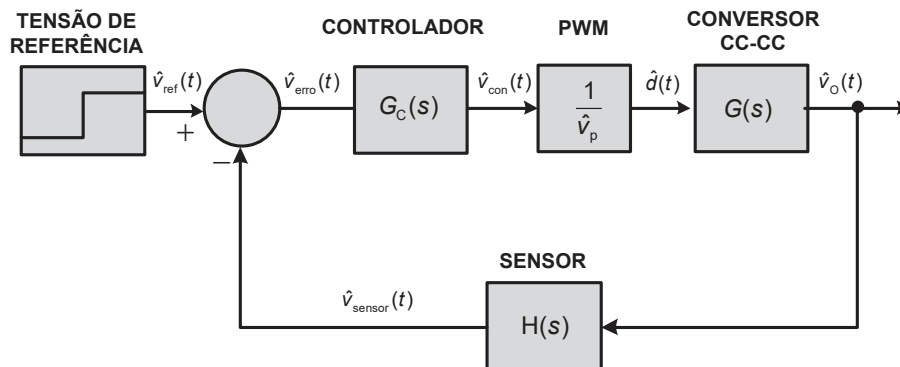 TENSÃO DE
REFERÊNCIA
CONTROLADOR
PWM
CONVERSOR
CC-CC
v̂ref(t)
v̂erro(t)
v̂con(t)
d̂(t)
v̂O(t)
+
−
GC(s)
1
v̂p
G(s)
SENSOR
v̂sensor(t)
H(s)